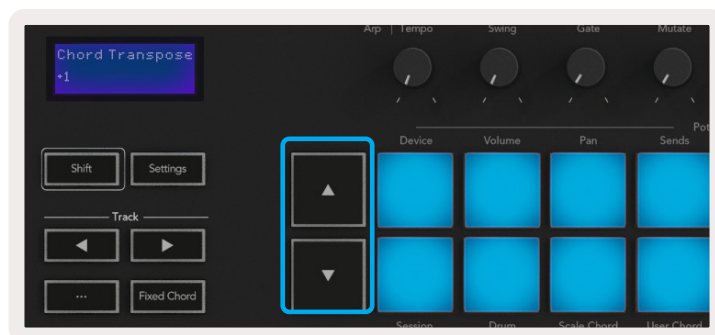 Arp | Tempo Swing Gate Mutate
Chord Transpose
+1
Device Volume Pan Sends
Pot
Shift Settings
Track
... Fixed Chord
Session Drum Scale Chord User Chord